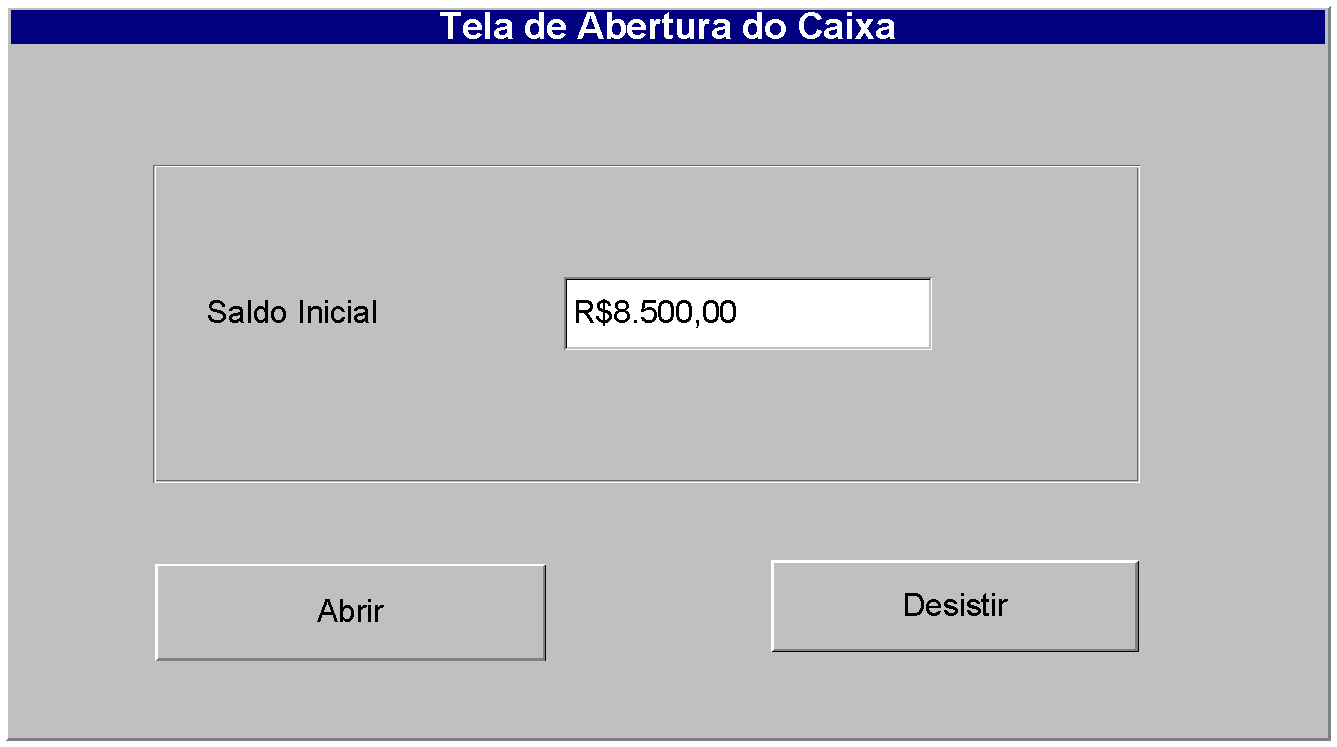 Tela de Abertura do Caixa
Saldo Inicial R$8.500,00
Abrir Desistir